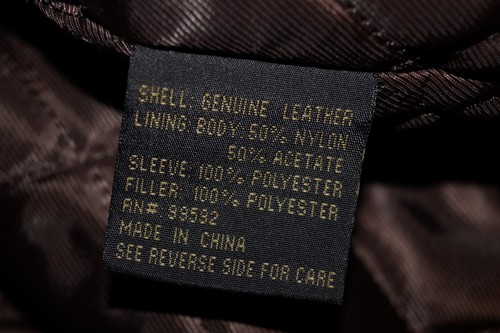 SHELL: GENUINE LEATHER
LINING: BODY: 50% NYLON
50% ACETATE
SLEEVE: 100% POLYESTER
FILLER: 100% POLYESTER
RN#: 99592
MADE IN CHINA
SEE REVERSE SIDE FOR CARE